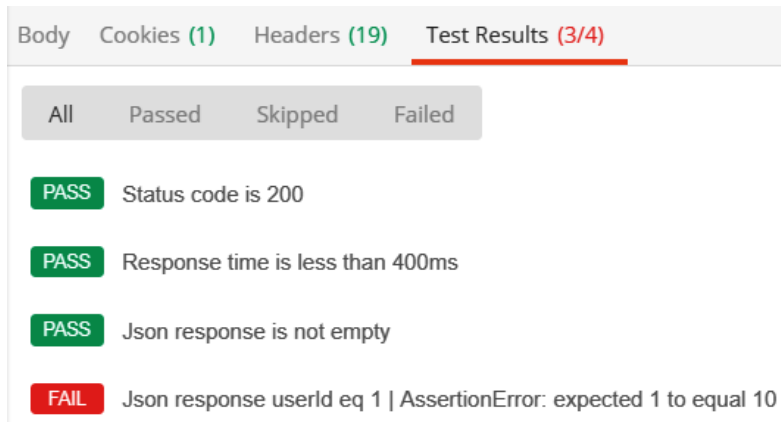 Body Cookies (1) Headers (19) Test Results (3/4)
All Passed Skipped Failed
PASS Status code is 200
PASS Response time is less than 400ms
PASS Json response is not empty
FAIL Json response userId eq 1 | AssertionError: expected 1 to equal 10